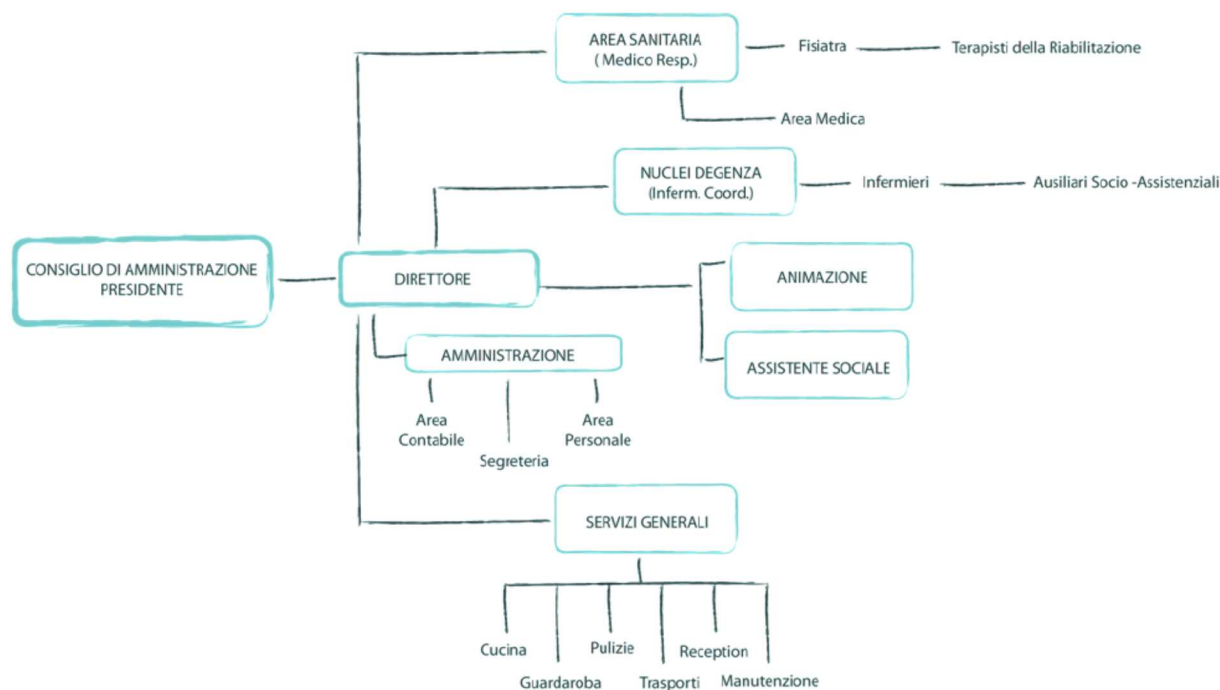 AREA SANITARIA
( Medico Resp.)
Fisiatra
Terapisti della Riabilitazione
Area Medica
NUCLEI DEGENZA
(Inferm. Coord.)
Infermieri
Ausiliari Socio -Assistenziali
CONSIGLIO DI AMMINISTRAZIONE
PRESIDENTE
DIRETTORE
ANIMAZIONE
ASSISTENTE SOCIALE
AMMINISTRAZIONE
Area
Contabile
Segreteria
Area
Personale
SERVIZI GENERALI
Cucina
Guardaroba
Pulizie
Trasporti
Reception
Manutenzione